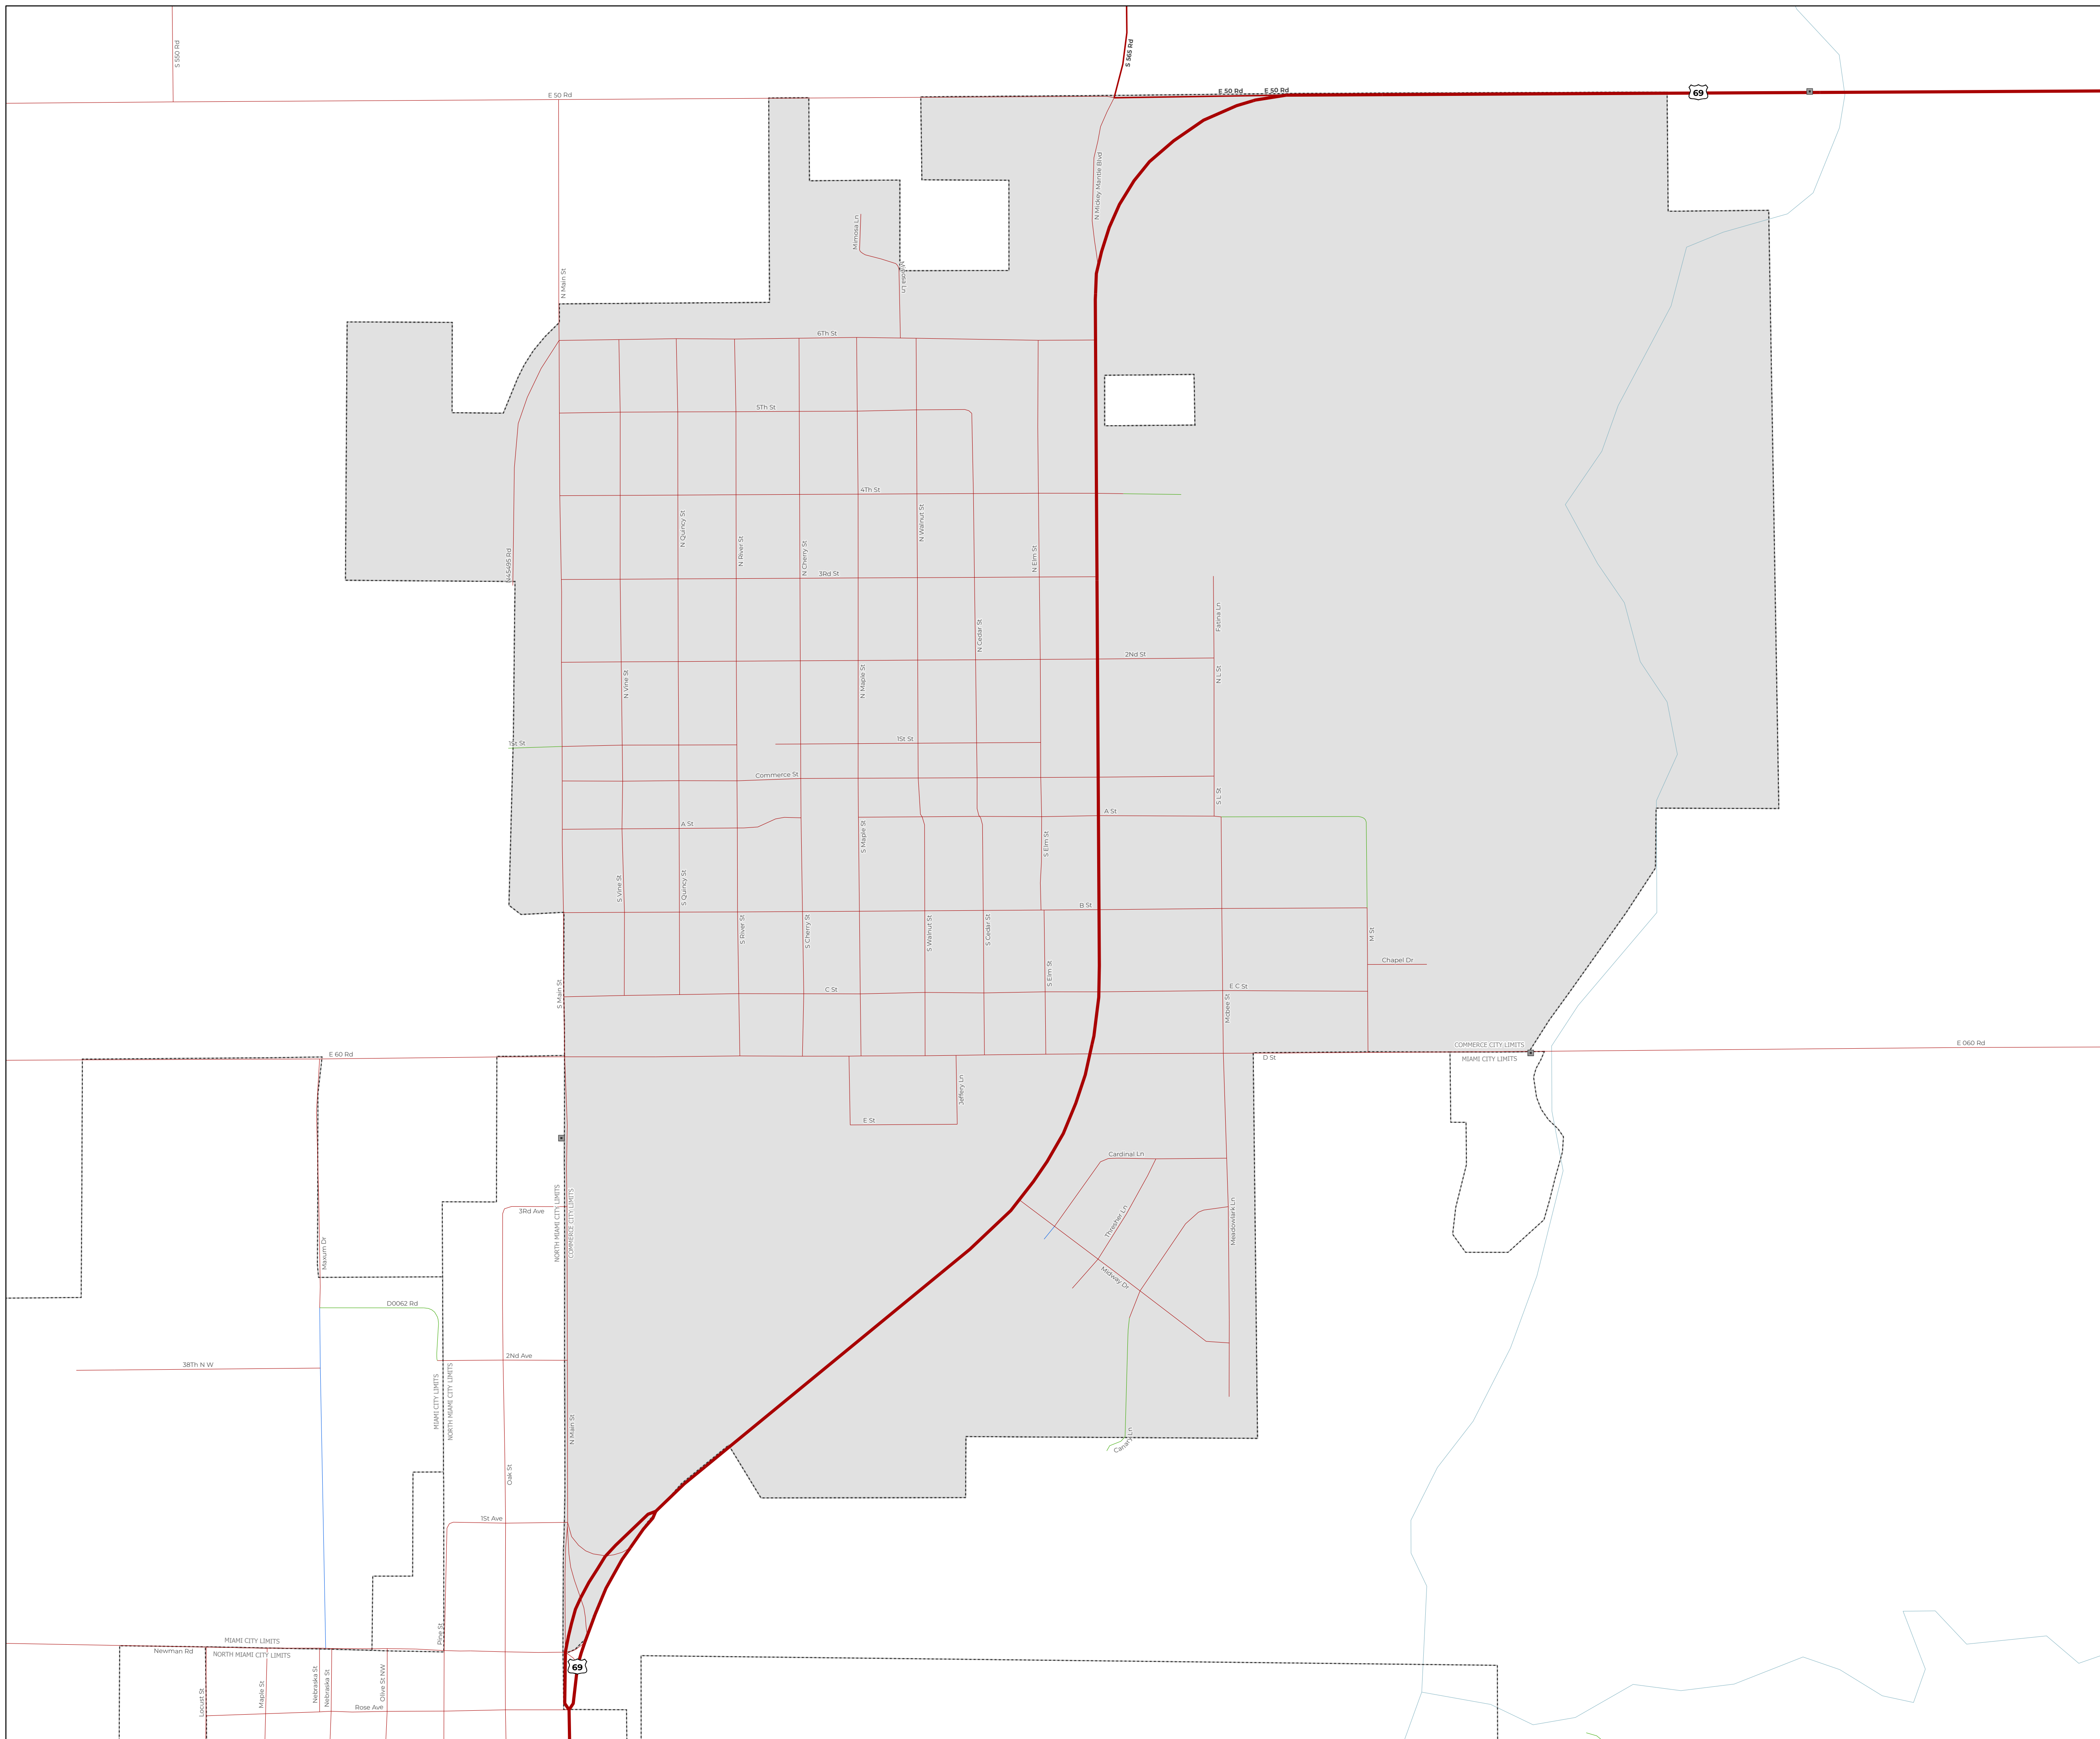 S 550 Rd
S 565 Rd
E 50 Rd
E 50 Rd
E 50 Rd
69
N Mickey Mantle Blvd
Mimosa Ln
N Main St
6Th St
5Th St
4Th St
N Quincy St
N River St
N Cherry St
N Walnut St
N Elm St
3Rd St
Fatima Ln
N Cedar St
2Nd St
N Vine St
N Maple St
N L St
1St St
1St St
Commerce St
S L St
A St
A St
S Maple St
S Elm St
S Vine St
S Quincy St
B St
S River St
S Cherry St
S Walnut St
S Cedar St
M St
Chapel Dr
S Elm St
S Main St
C St
E C St
Mcbee St
E 60 Rd
D St
COMMERCE CITY LIMITS
MIAMI CITY LIMITS
E 060 Rd
Jeffery Ln
E St
Cardinal Ln
3Rd Ave
NORTH MIAMI CITY LIMITS
COMMERCE CITY LIMITS
Thresher Ln
Meadowlark Ln
Maxum Dr
Midway Dr
D0062 Rd
2Nd Ave
38Th N W
MIAMI CITY LIMITS
NORTH MIAMI CITY LIMITS
N Main St
Canary Ln
Oak St
1St Ave
Pine St
MIAMI CITY LIMITS
Newman Rd
NORTH MIAMI CITY LIMITS
69
Locust St
Maple St
Nebraska St
Nebraska St
Olive St NW
Rose Ave